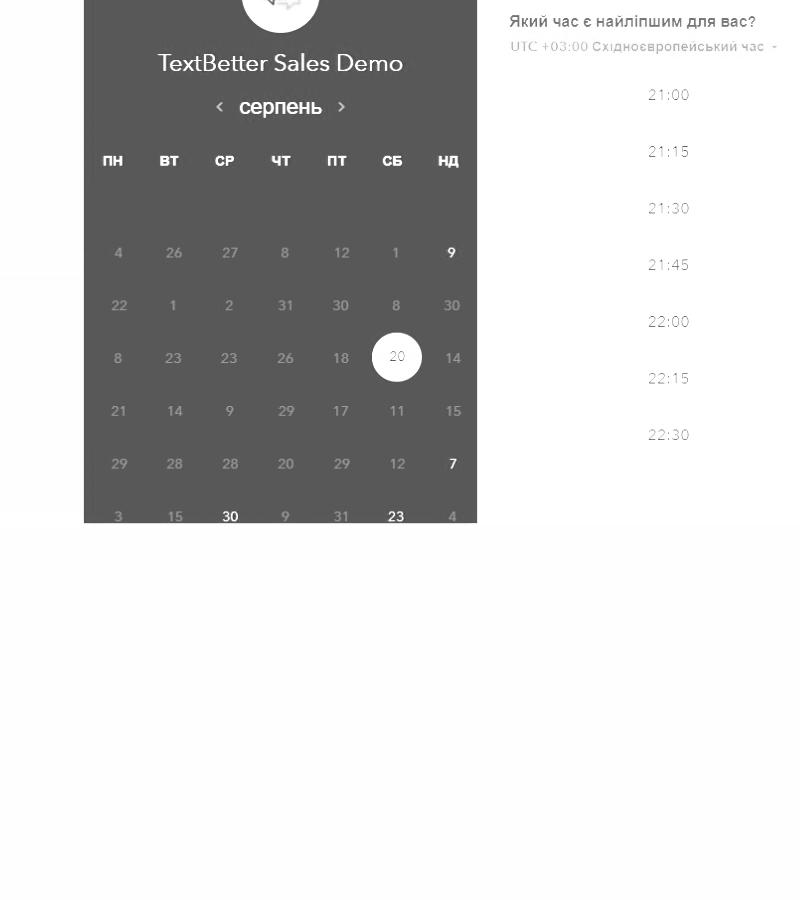 TextBetter Sales Demo
< серпень >
ПН ВТ СР ЧТ ПТ СБ НД
4 26 27 8 12 1 9
22 1 2 31 30 8 30
8 23 23 26 18 20 14
21 14 9 29 17 11 15
29 28 28 20 29 12 7
3 15 30 9 31 23 4
Який час є найліпшим для вас?
UTC +03:00 Східноєвропейський час
21:00
21:15
21:30
21:45
22:00
22:15
22:30